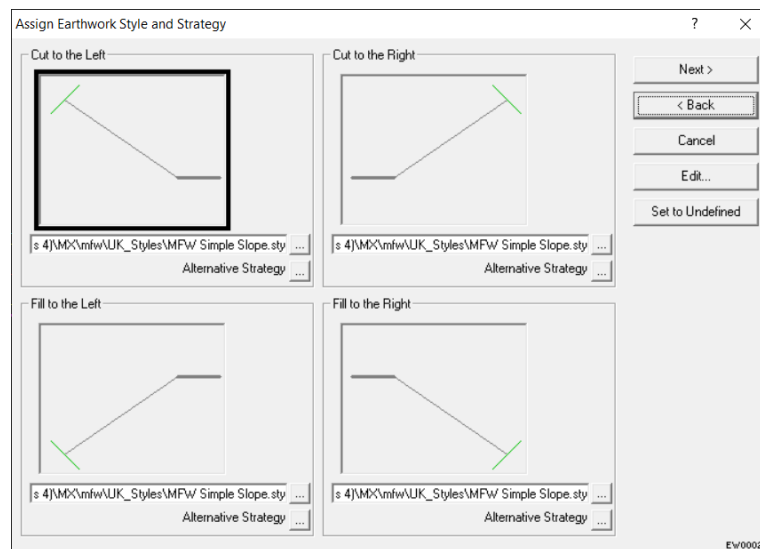 Assign Earthwork Style and Strategy
?
Cut to the Left
s 4)\MX\mfw\UK_Styles\MFW Simple Slope.sty ...
Alternative Strategy ...
Cut to the Right
s 4)\MX\mfw\UK_Styles\MFW Simple Slope.sty ...
Alternative Strategy ...
Fill to the Left
s 4)\MX\mfw\UK_Styles\MFW Simple Slope.sty ...
Alternative Strategy ...
Fill to the Right
s 4)\MX\mfw\UK_Styles\MFW Simple Slope.sty ...
Alternative Strategy ...
Next >
< Back
Cancel
Edit...
Set to Undefined
EW0002